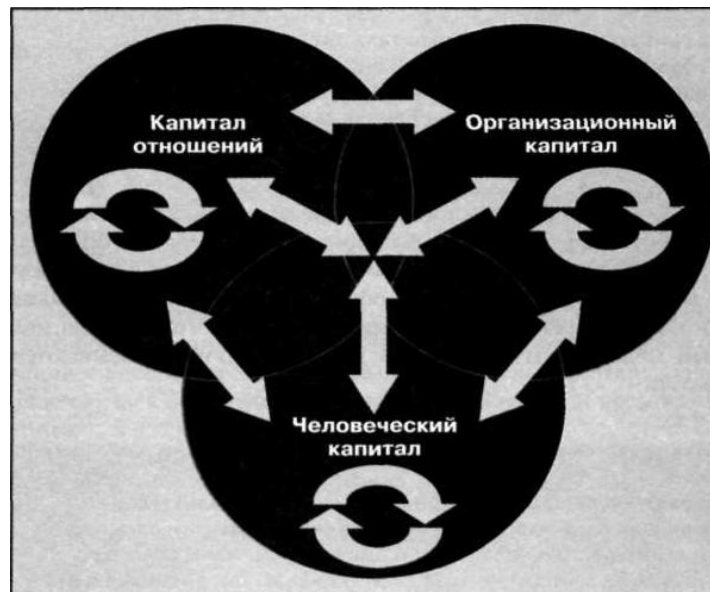 Капитал
отношений
Организационный
капитал
Человеческий
капитал